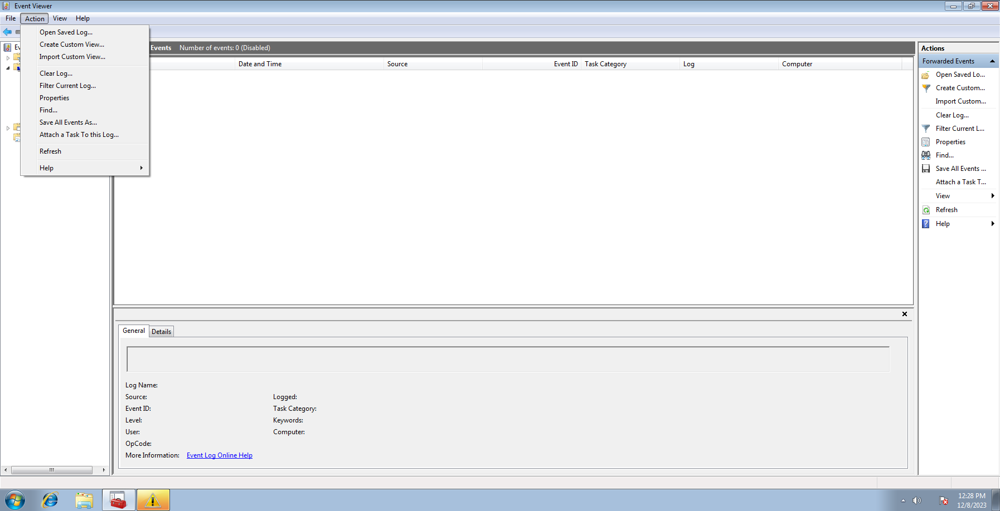 Event Viewer
File Action View Help
Open Saved Log...
Create Custom View...
Import Custom View...
Clear Log...
Filter Current Log...
Properties
Find...
Save All Events As...
Attach a Task To this Log...
Refresh
Help
Events Number of events: 0 (Disabled)
Date and Time Source Event ID Task Category Log Computer
General Details
Log Name:
Source: Logged:
Event ID: Task Category:
Level: Keywords:
User: Computer:
OpCode:
More Information: Event Log Online Help
Actions
Forwarded Events
Open Saved Lo...
Create Custom...
Import Custom...
Clear Log...
Filter Current L...
Properties
Find...
Save All Events ...
Attach a Task T...
View
Refresh
Help
12:28 PM
12/8/2023